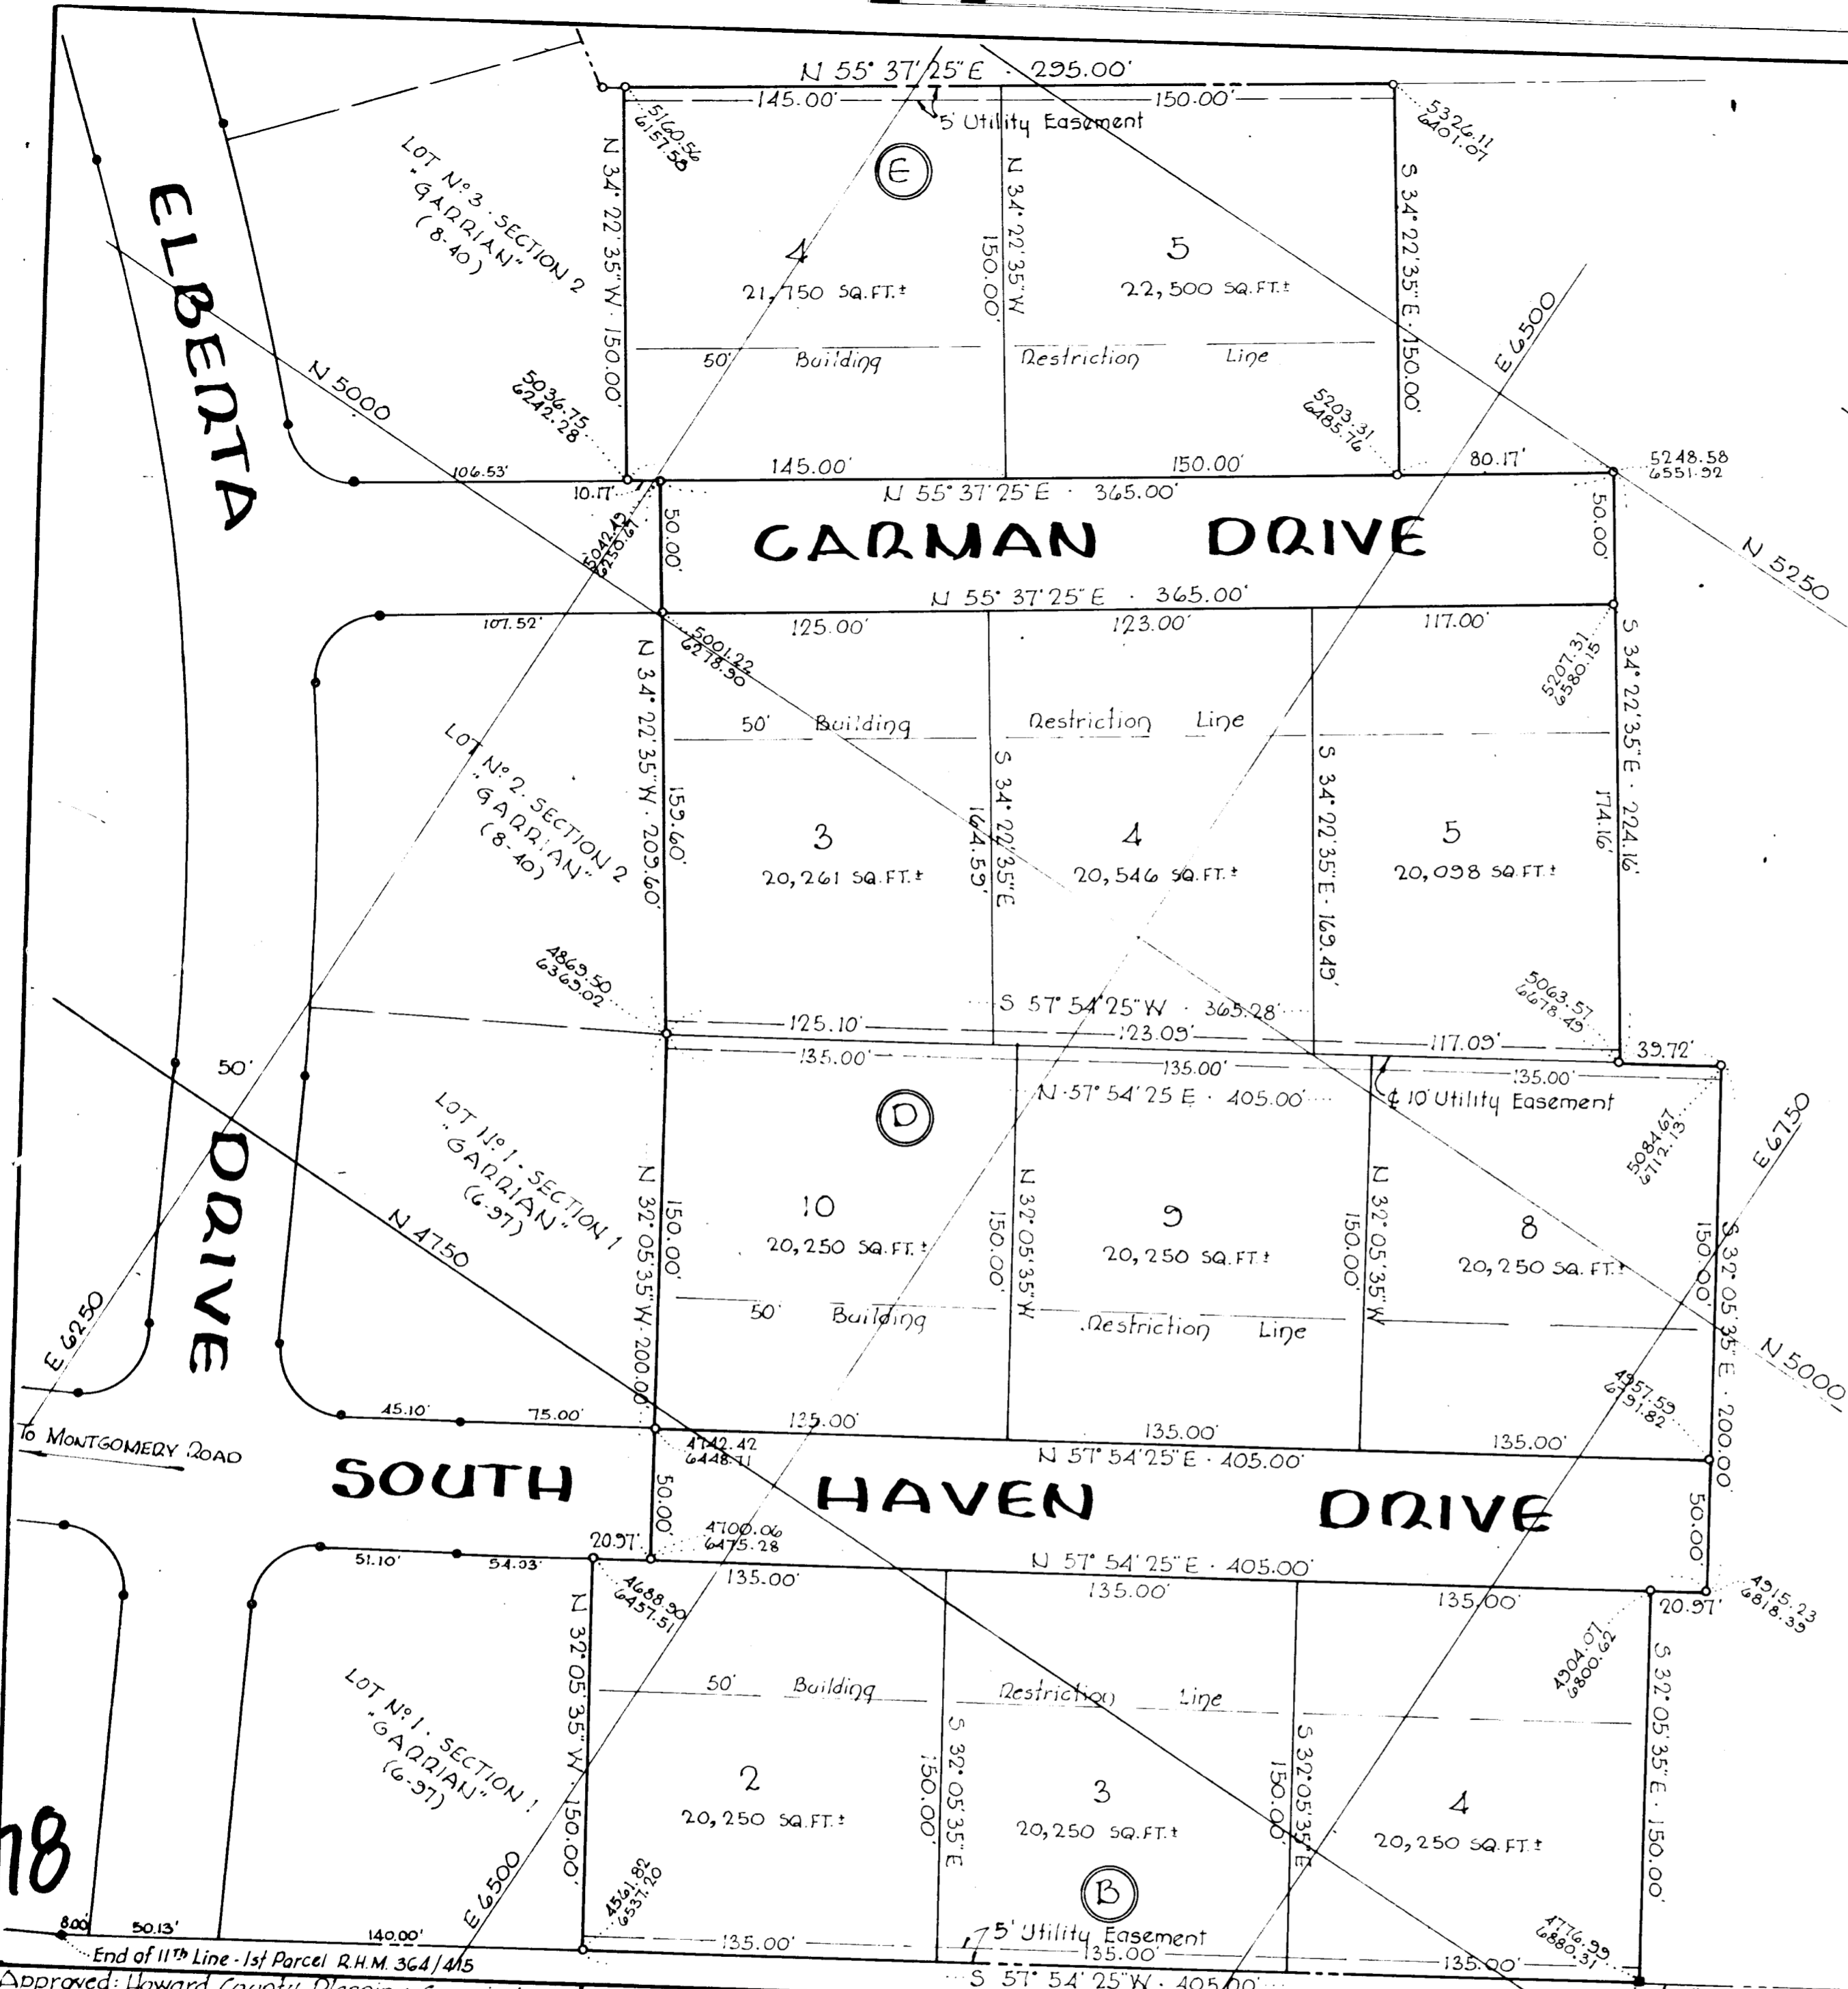 N 55° 37' 25" E · 295.00'
145.00'
150.00'
5' Utility Easement
5160.56
6157.58
5326.11
6401.07
E
LOT Nº 3 · SECTION 2
"GARRIAN"
(8-40)
N 34° 22' 35" W · 150.00'
N 34° 22' 35" W
150.00'
S 34° 22' 35" E · 150.00'
4
21,750 SQ. FT. ±
5
22,500 SQ. FT. ±
50' Building Restriction Line
E 6500
ELBERTA
N 5000
5036.75
6242.28
5203.31
6485.76
106.53'
10.17'
145.00'
150.00'
80.17'
5248.58
6551.92
N 55° 37' 25" E · 365.00'
5042.49
6250.67
50.00'
CARMAN DRIVE
50.00'
N 5250
N 55° 37' 25" E · 365.00'
107.52'
125.00'
123.00'
117.00'
5001.22
6278.90
5207.31
6580.15
50' Building Restriction Line
LOT Nº 2 · SECTION 2
"GARRIAN"
(8-40)
N 34° 22' 35" W · 209.60'
159.60'
S 34° 22' 35" E
164.59'
S 34° 22' 35" E · 169.49'
174.16'
S 34° 22' 35" E · 224.16'
3
20,261 SQ. FT. ±
4
20,546 SQ. FT. ±
5
20,098 SQ. FT. ±
4869.50
6369.02
5063.57
6678.49
S 57° 54' 25" W · 365.28'
125.10'
123.09'
117.09'
39.72'
135.00'
135.00'
135.00'
N 57° 54' 25 E · 405.00'
₵ 10' Utility Easement
50'
D
5084.67
6712.13
E 6750
LOT Nº 1 · SECTION 1
"GARRIAN"
(6-97)
DRIVE
N 4750
N 32° 05' 35" W · 200.00'
150.00'
N 32° 05' 35" W
150.00'
N 32° 05' 35" W
150.00'
150.00'
S 32° 05' 35" E · 200.00'
10
20,250 SQ. FT. ±
9
20,250 SQ. FT. ±
8
20,250 SQ. FT. ±
50' Building Restriction Line
E 6250
N 5000
4957.59
6791.82
45.10'
75.00'
135.00'
135.00'
135.00'
To MONTGOMERY ROAD
4742.42
6448.71
N 57° 54' 25" E · 405.00'
SOUTH HAVEN DRIVE
50.00'
50.00'
4700.06
6475.28
20.97'
51.10'
54.03'
N 57° 54' 25" E · 405.00'
135.00'
135.00'
135.00'
20.97'
4688.90
6457.51
4915.23
6818.39
4904.07
6800.62
50' Building Restriction Line
LOT Nº 1 · SECTION 1
"GARRIAN"
(6-97)
N 32° 05' 35" W · 150.00'
S 32° 05' 35" E
150.00'
S 32° 05' 35" E
150.00'
S 32° 05' 35" E · 150.00'
2
20,250 SQ. FT. ±
3
20,250 SQ. FT. ±
4
20,250 SQ. FT. ±
B
8
E 6500
4561.82
6537.20
4776.99
6880.31
8.00'
50.13'
140.00'
135.00'
5' Utility Easement
135.00'
135.00'
End of 11th Line - 1st Parcel R.H.M. 364/415
S 57° 54' 25" W · 405.00'
Approved: Howard County